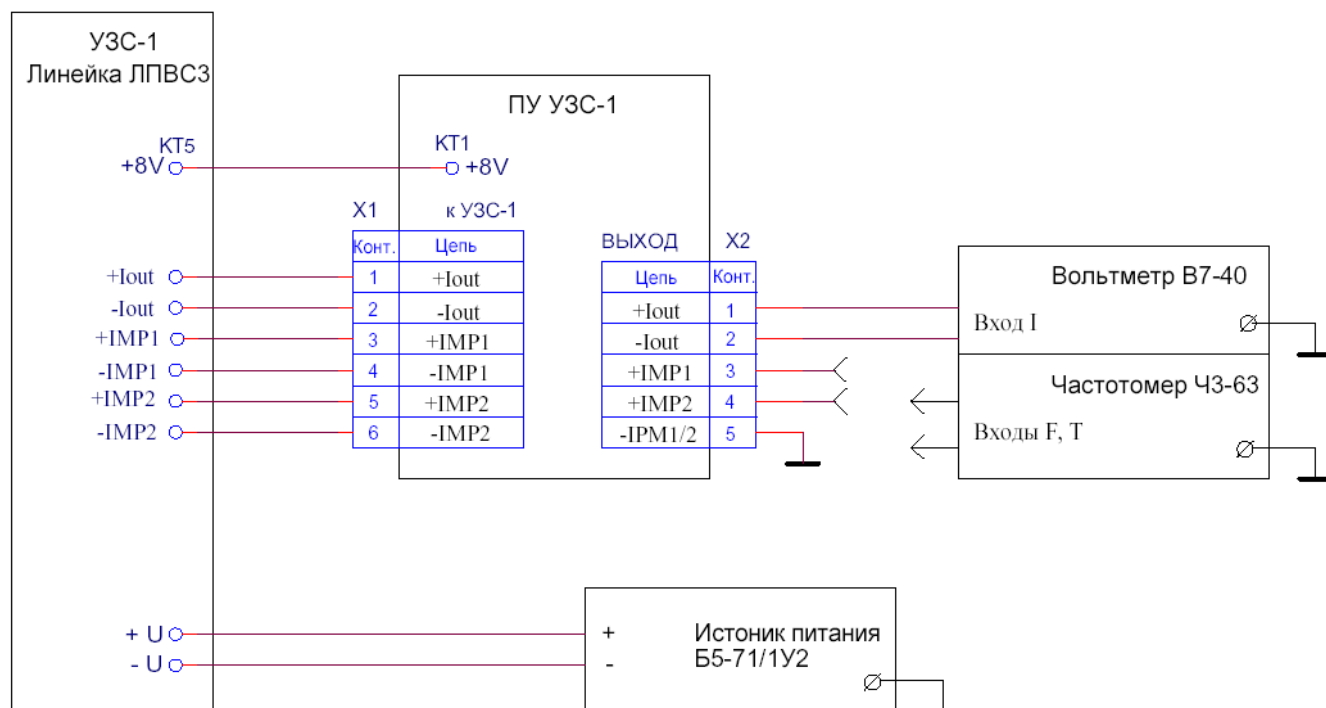 УЗС-1
Линейка ЛПВС3
ПУ УЗС-1
КТ5
+8V
КТ1
+8V
X1
к УЗС-1
Конт.
Цепь
ВЫХОД
X2
Цепь
Конт.
+Iout
1
+Iout
-Iout
2
-Iout
+IMP1
3
+IMP1
-IMP1
4
-IMP1
+IMP2
5
+IMP2
-IMP2
6
-IMP2
+Iout
1
-Iout
2
+IMP1
3
+IMP2
4
-IPM1/2
5
Вольтметр В7-40
Вход I
Частотомер Ч3-63
Входы F, T
+ U
- U
+
-
Истоник питания
Б5-71/1У2